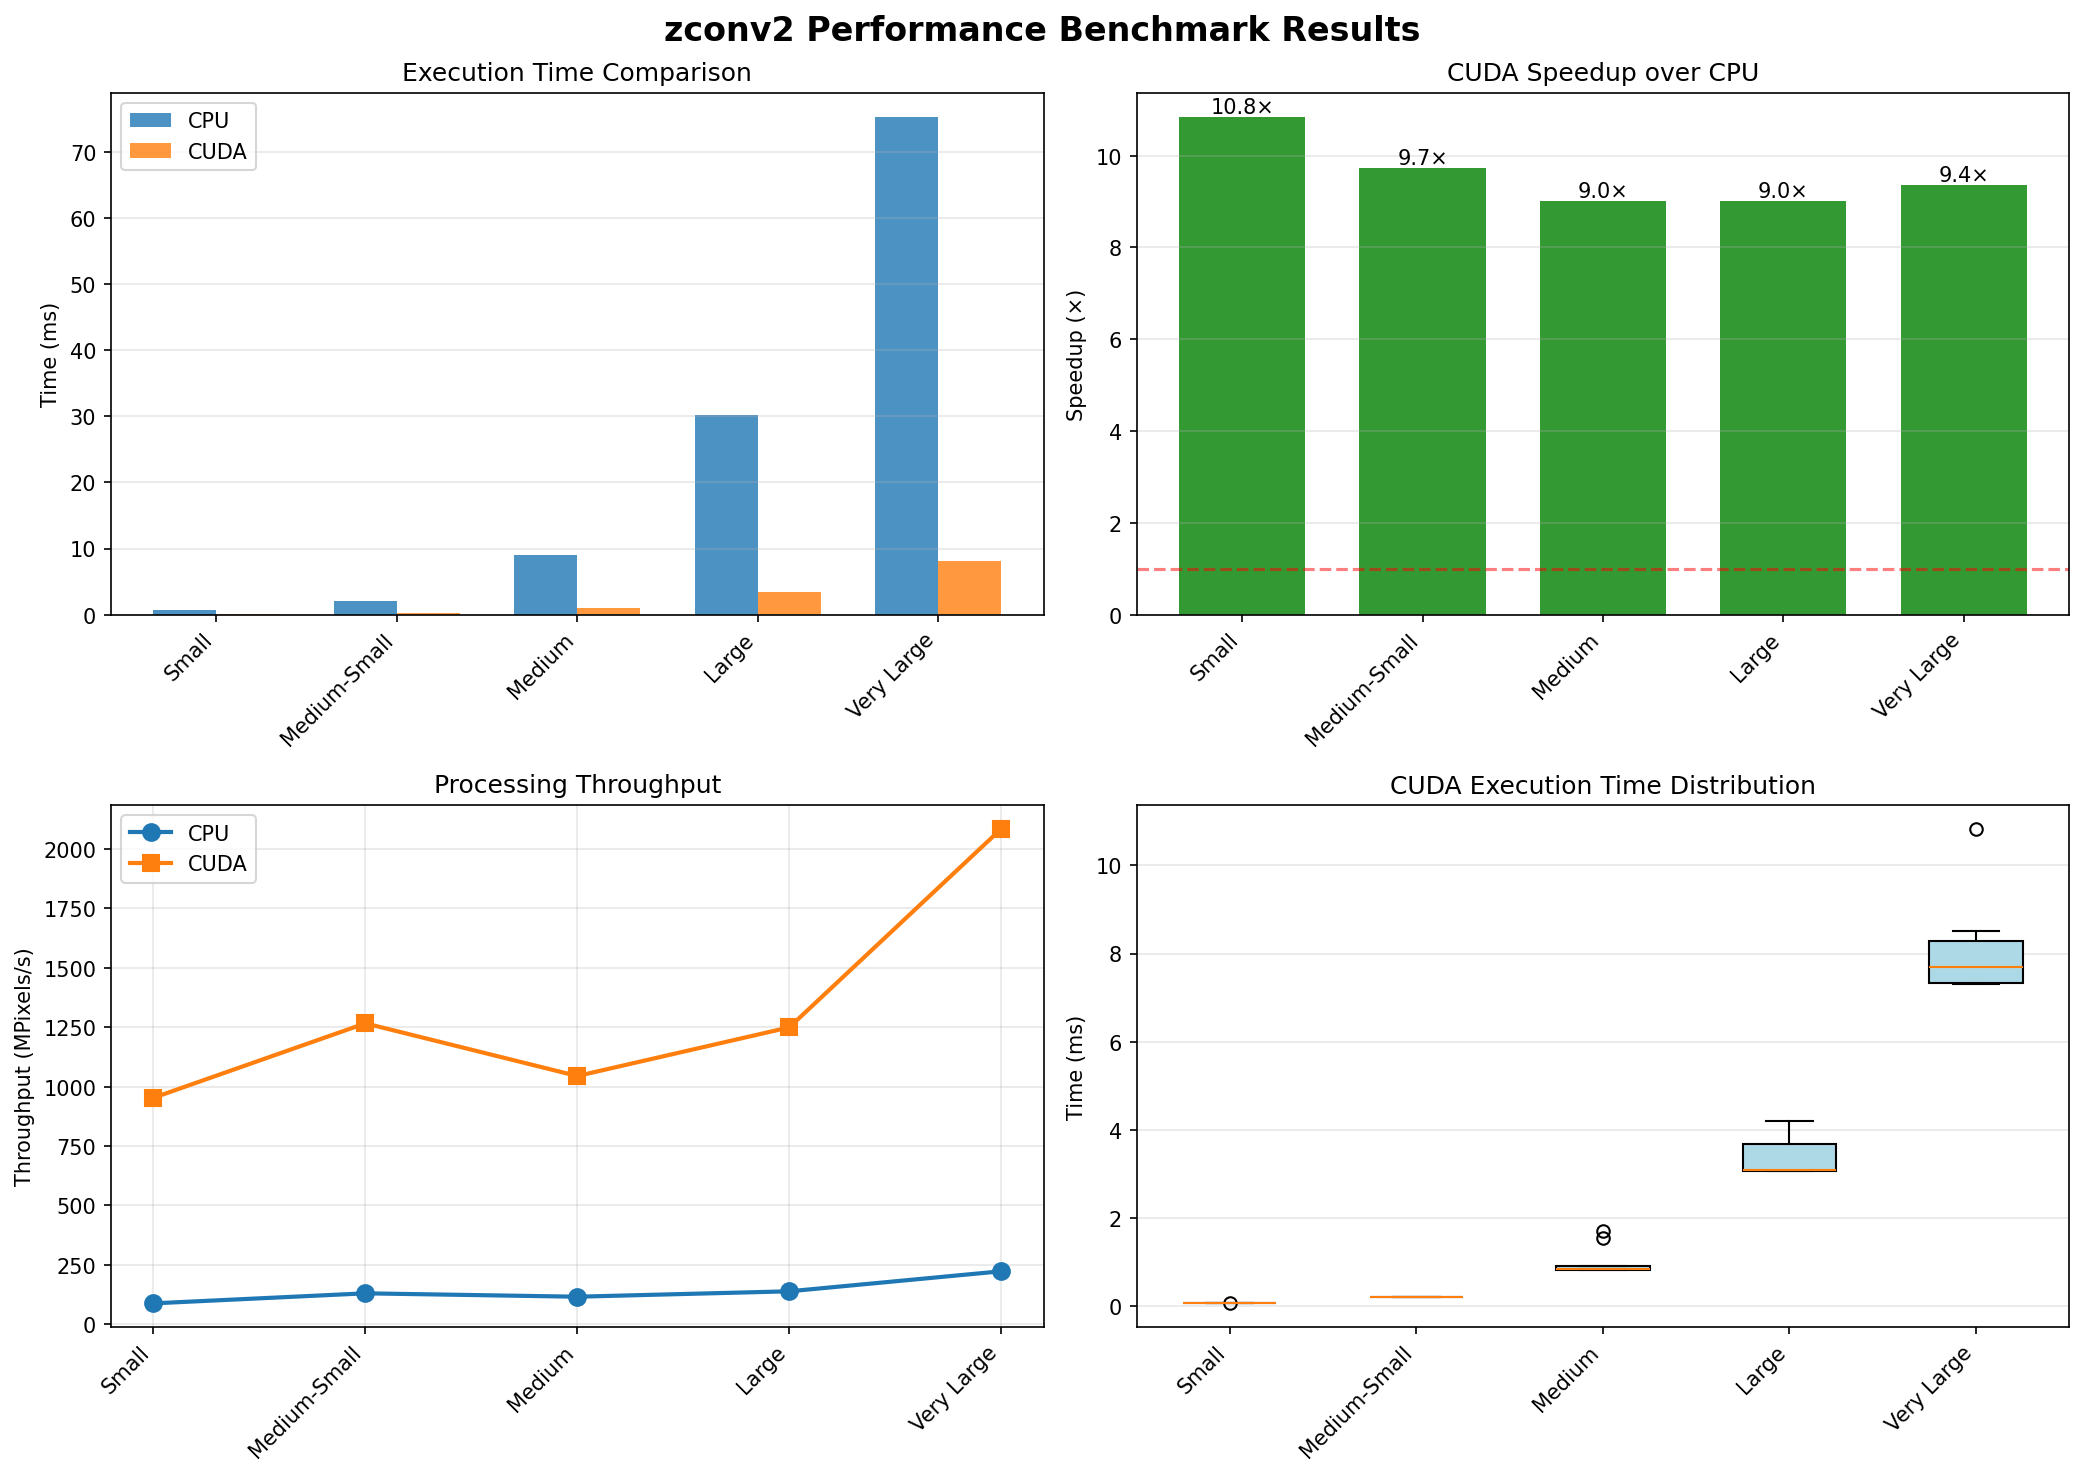 zconv2 Performance Benchmark Results
Execution Time Comparison
CPU
CUDA
Time (ms)
70
60
50
40
30
20
10
0
Small
Medium-Small
Medium
Large
Very Large
CUDA Speedup over CPU
Speedup (×)
10
8
6
4
2
0
10.8×
9.7×
9.0×
9.0×
9.4×
Small
Medium-Small
Medium
Large
Very Large
Processing Throughput
CPU
CUDA
Throughput (MPixels/s)
2000
1750
1500
1250
1000
750
500
250
0
Small
Medium-Small
Medium
Large
Very Large
CUDA Execution Time Distribution
Time (ms)
10
8
6
4
2
0
Small
Medium-Small
Medium
Large
Very Large